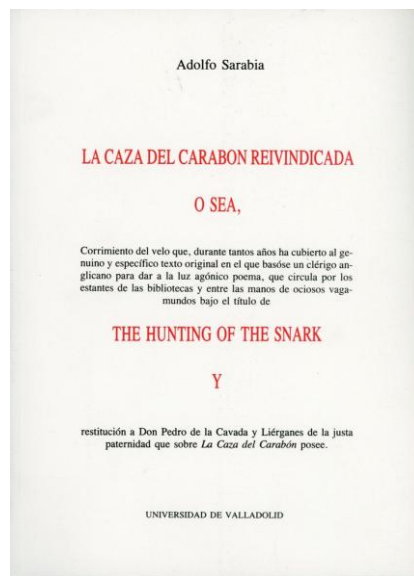 Adolfo Sarabia
LA CAZA DEL CARABON REIVINDICADA
O SEA,
Corrimiento del velo que, durante tantos años ha cubierto al ge-
nuino y específico texto original en el que basóse un clérigo an-
glicano para dar a la luz agónico poema, que circula por los
estantes de las bibliotecas y entre las manos de ociosos vaga-
mundos bajo el título de
THE HUNTING OF THE SNARK
Y
restitución a Don Pedro de la Cavada y Liérganes de la justa
paternidad que sobre La Caza del Carabón posee.
UNIVERSIDAD DE VALLADOLID